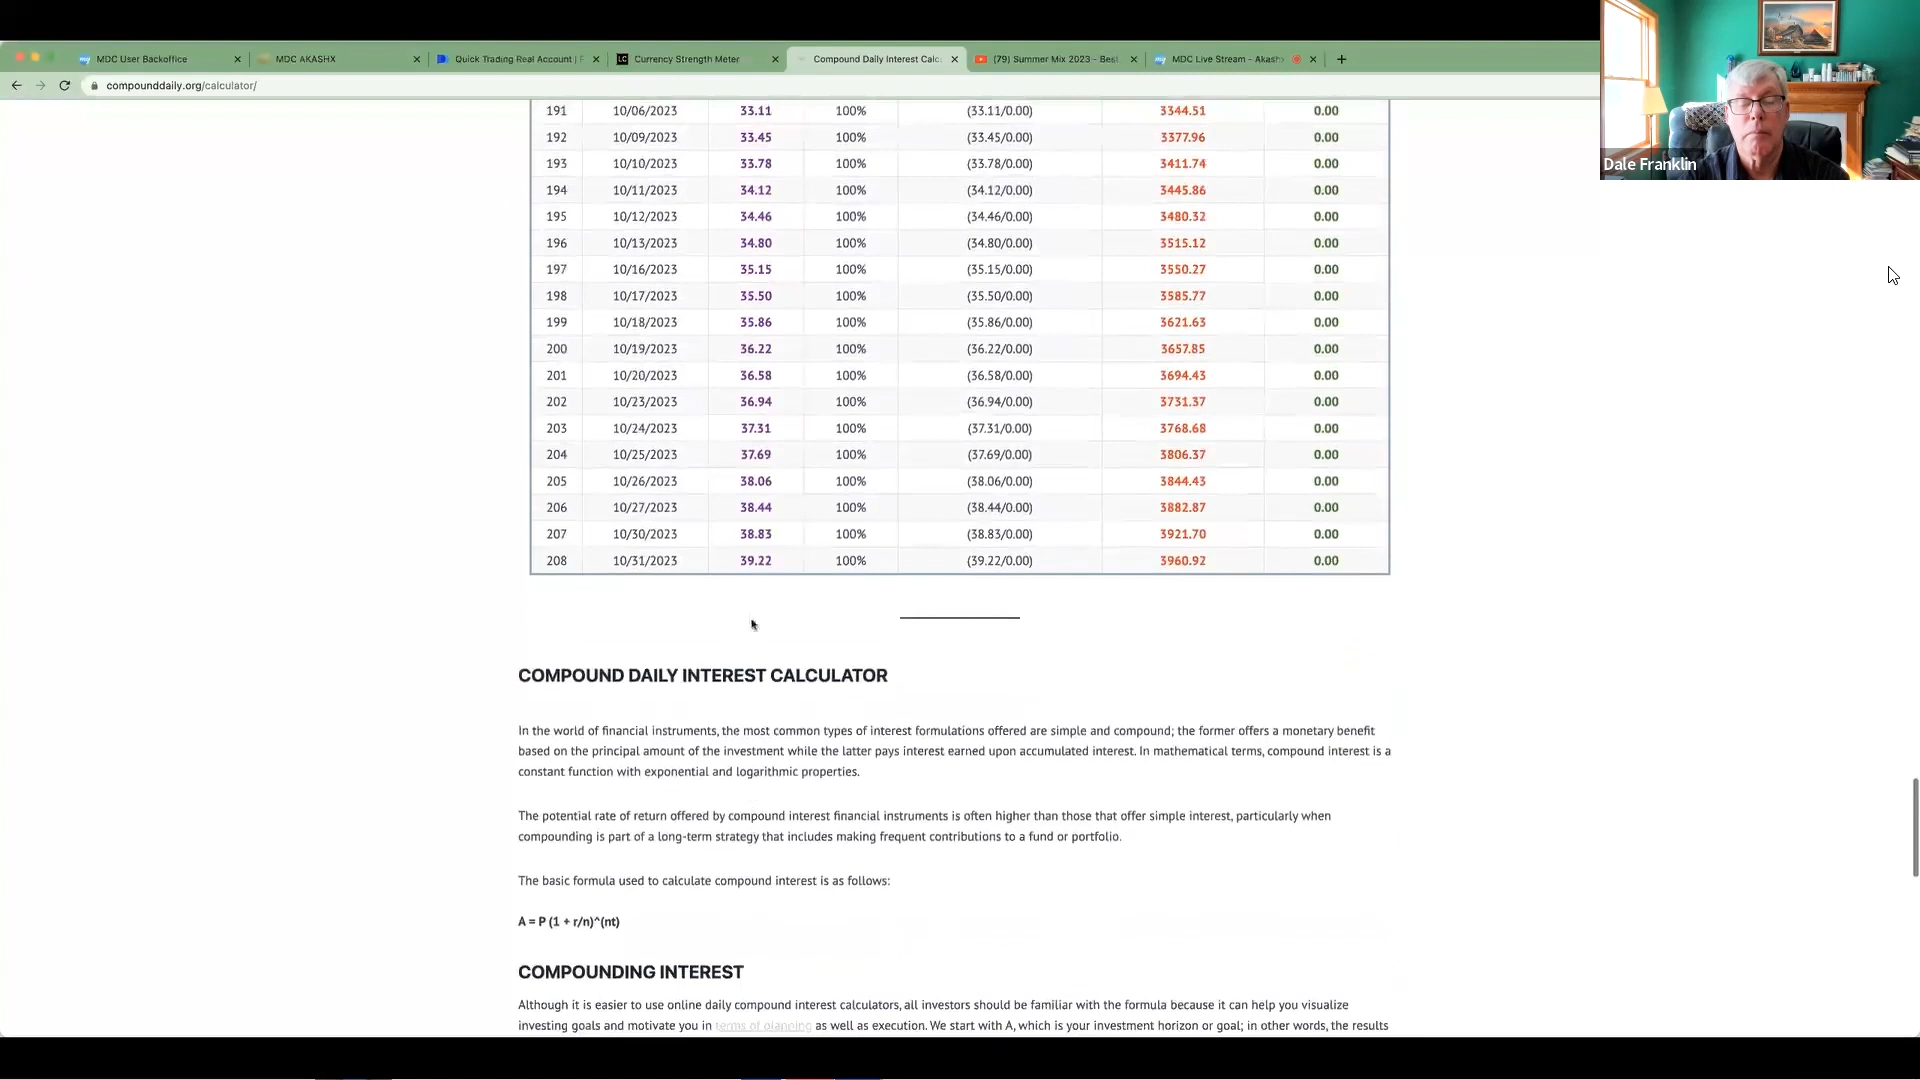 MDC User Backoffice
MDC AKASHX
Quick Trading Real Account | F
LC Currency Strength Meter
Compound Daily Interest Calc
(79) Summer Mix 2023 - Best
MDC Live Stream - Akash
compounddaily.org/calculator/
Dale Franklin
191 10/06/2023 33.11 100% (33.11/0.00) 3344.51 0.00
192 10/09/2023 33.45 100% (33.45/0.00) 3377.96 0.00
193 10/10/2023 33.78 100% (33.78/0.00) 3411.74 0.00
194 10/11/2023 34.12 100% (34.12/0.00) 3445.86 0.00
195 10/12/2023 34.46 100% (34.46/0.00) 3480.32 0.00
196 10/13/2023 34.80 100% (34.80/0.00) 3515.12 0.00
197 10/16/2023 35.15 100% (35.15/0.00) 3550.27 0.00
198 10/17/2023 35.50 100% (35.50/0.00) 3585.77 0.00
199 10/18/2023 35.86 100% (35.86/0.00) 3621.63 0.00
200 10/19/2023 36.22 100% (36.22/0.00) 3657.85 0.00
201 10/20/2023 36.58 100% (36.58/0.00) 3694.43 0.00
202 10/23/2023 36.94 100% (36.94/0.00) 3731.37 0.00
203 10/24/2023 37.31 100% (37.31/0.00) 3768.68 0.00
204 10/25/2023 37.69 100% (37.69/0.00) 3806.37 0.00
205 10/26/2023 38.06 100% (38.06/0.00) 3844.43 0.00
206 10/27/2023 38.44 100% (38.44/0.00) 3882.87 0.00
207 10/30/2023 38.83 100% (38.83/0.00) 3921.70 0.00
208 10/31/2023 39.22 100% (39.22/0.00) 3960.92 0.00
COMPOUND DAILY INTEREST CALCULATOR
In the world of financial instruments, the most common types of interest formulations offered are simple and compound; the former offers a monetary benefit
based on the principal amount of the investment while the latter pays interest earned upon accumulated interest. In mathematical terms, compound interest is a
constant function with exponential and logarithmic properties.
The potential rate of return offered by compound interest financial instruments is often higher than those that offer simple interest, particularly when
compounding is part of a long-term strategy that includes making frequent contributions to a fund or portfolio.
The basic formula used to calculate compound interest is as follows:
A = P (1 + r/n)^(nt)
COMPOUNDING INTEREST
Although it is easier to use online daily compound interest calculators, all investors should be familiar with the formula because it can help you visualize
investing goals and motivate you in terms of planning as well as execution. We start with A, which is your investment horizon or goal; in other words, the results